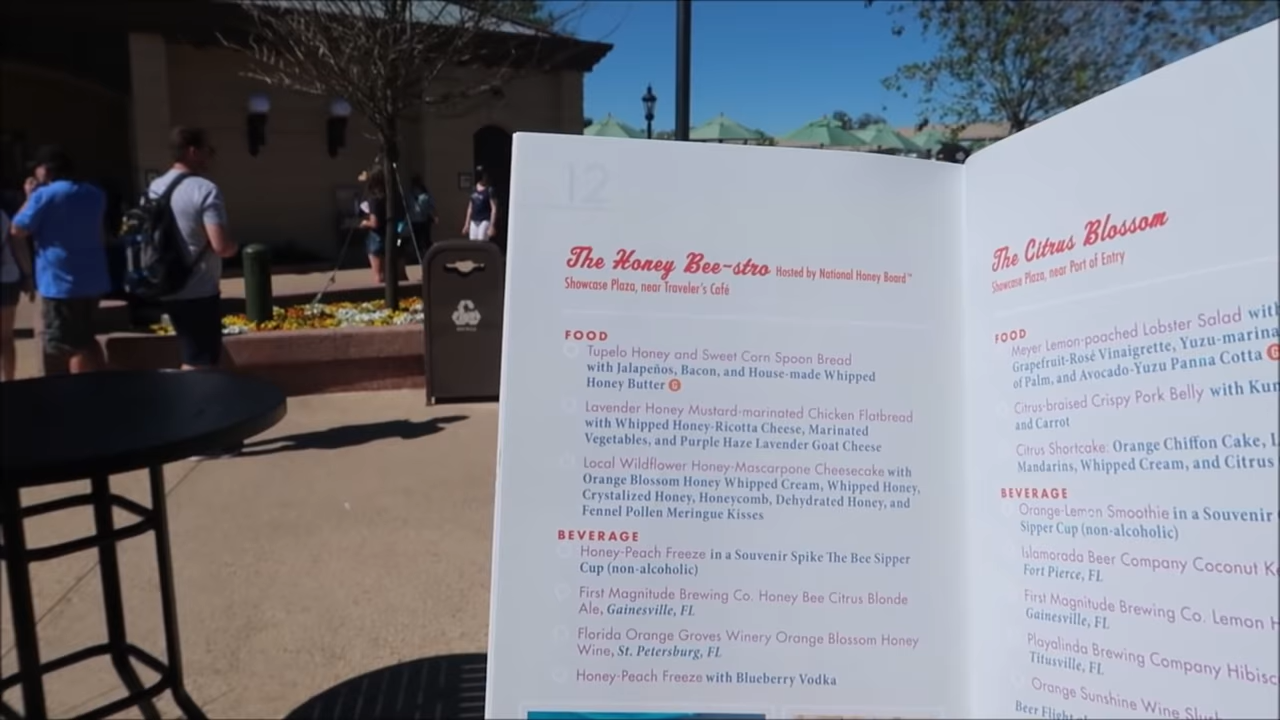 12
The Honey Bee-stro Hosted by National Honey Board™
Showcase Plaza, near Traveler's Café
FOOD
Tupelo Honey and Sweet Corn Spoon Bread
with Jalapeños, Bacon, and House-made Whipped
Honey Butter G
Lavender Honey Mustard-marinated Chicken Flatbread
with Whipped Honey-Ricotta Cheese, Marinated
Vegetables, and Purple Haze Lavender Goat Cheese
Local Wildflower Honey-Mascarpone Cheesecake with
Orange Blossom Honey Whipped Cream, Whipped Honey,
Crystalized Honey, Honeycomb, Dehydrated Honey, and
Fennel Pollen Meringue Kisses
BEVERAGE
Honey-Peach Freeze in a Souvenir Spike The Bee Sipper
Cup (non-alcoholic)
First Magnitude Brewing Co. Honey Bee Citrus Blonde
Ale, Gainesville, FL
Florida Orange Groves Winery Orange Blossom Honey
Wine, St. Petersburg, FL
Honey-Peach Freeze with Blueberry Vodka
The Citrus Blossom
Showcase Plaza, near Port of Entry
FOOD
Meyer Lemon-poached Lobster Salad with
Grapefruit-Rosé Vinaigrette, Yuzu-marina
of Palm, and Avocado-Yuzu Panna Cotta G
Citrus-braised Crispy Pork Belly with Kum
and Carrot
Citrus Shortcake: Orange Chiffon Cake,
Mandarins, Whipped Cream, and Citrus
BEVERAGE
Orange-Lemon Smoothie in a Souvenir
Sipper Cup (non-alcoholic)
Islamorada Beer Company Coconut K
Fort Pierce, FL
First Magnitude Brewing Co. Lemon H
Gainesville, FL
Playalinda Brewing Company Hibisc
Titusville, FL
Orange Sunshine Wine Slush
Beer Flight